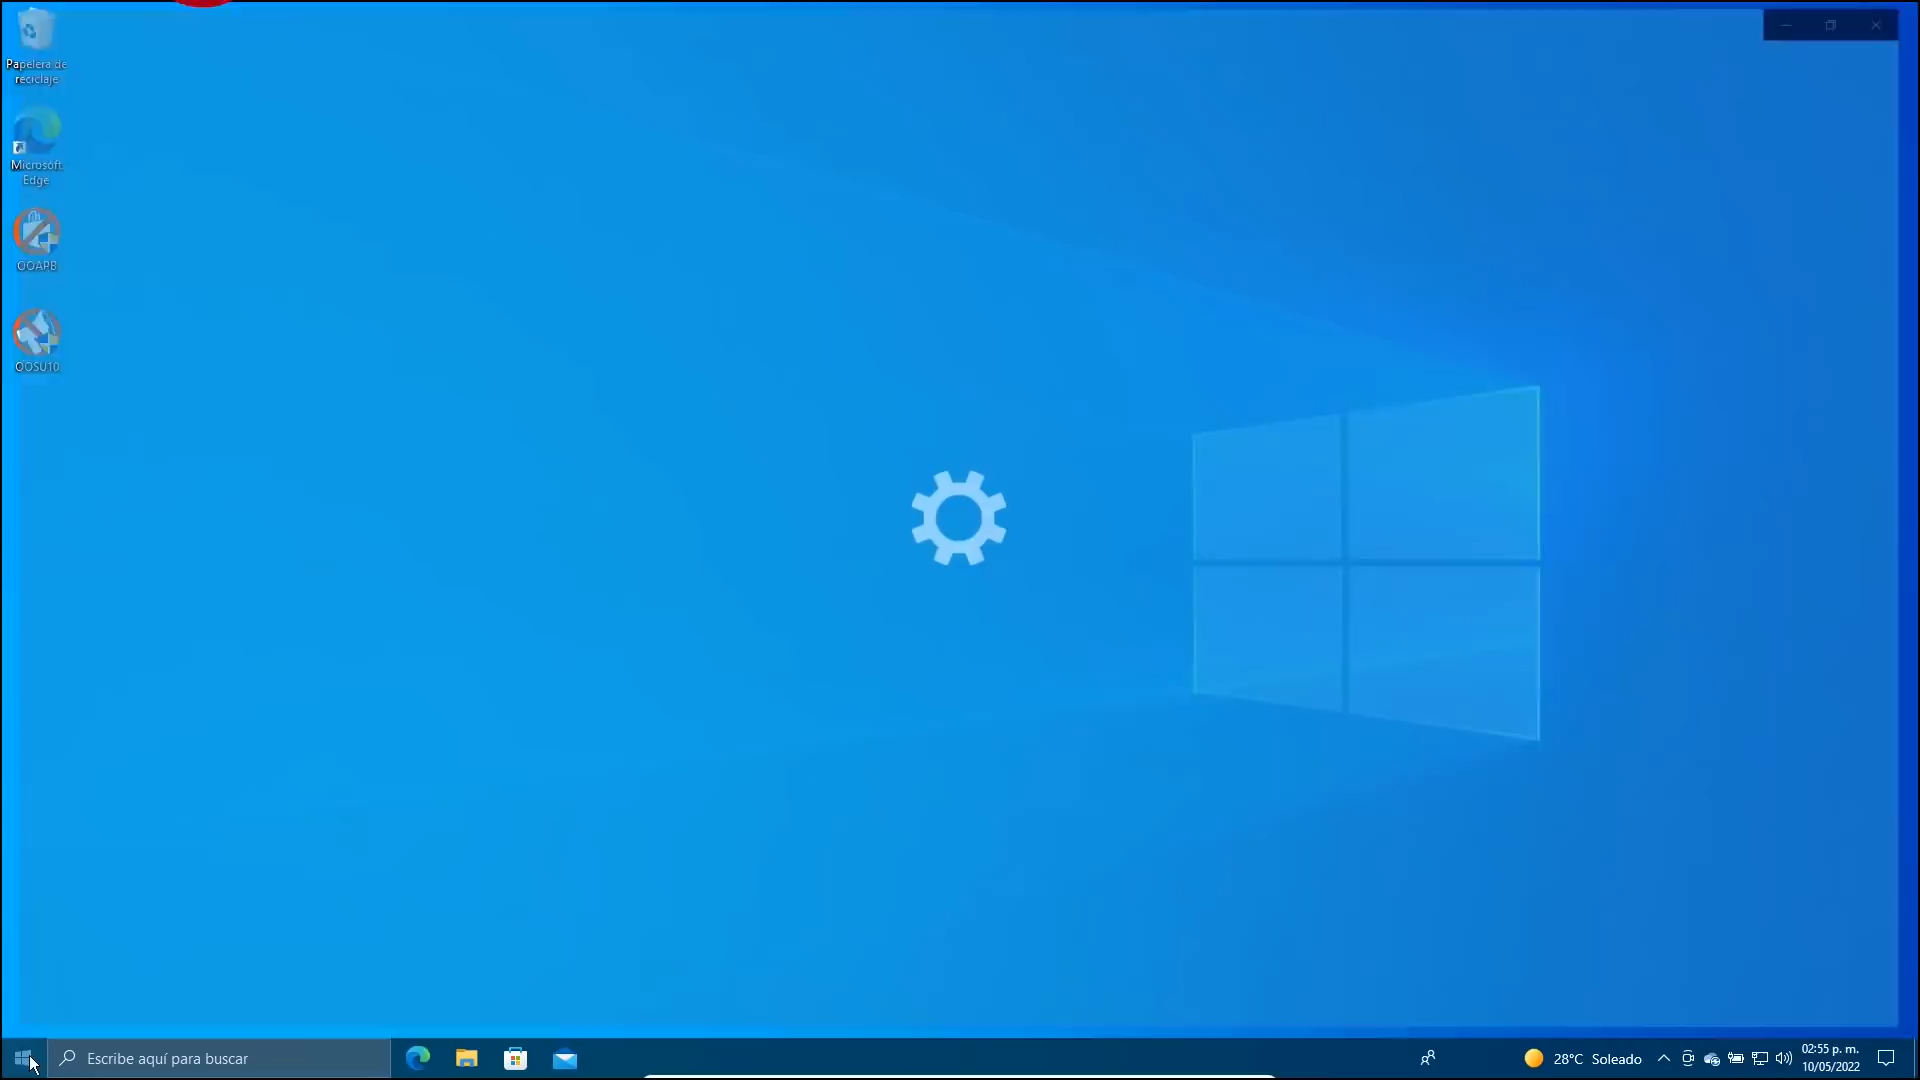 Papelera de
reciclaje
Microsoft
Edge
OOAPB
OOSU10
Escribe aquí para buscar
28°C Soleado
02:55 p. m.
10/05/2022